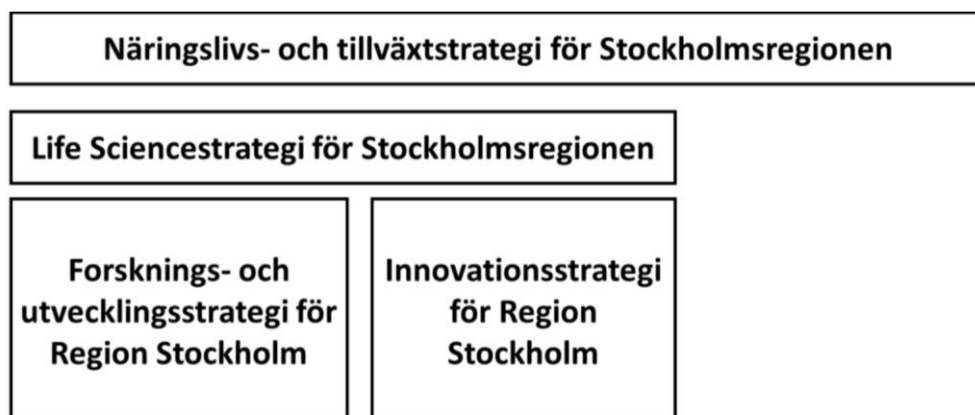 Näringslivs- och tillväxtstrategi för Stockholmsregionen
Life Sciencestrategi för Stockholmsregionen
Forsknings- och
utvecklingsstrategi för
Region Stockholm
Innovationsstrategi
för Region
Stockholm